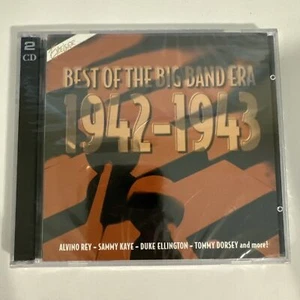 2
CD
BEST OF THE BIG BAND ERA
1942-1943
ALVINO REY - SAMMY KAYE - DUKE ELLINGTON - TOMMY DORSEY and more!